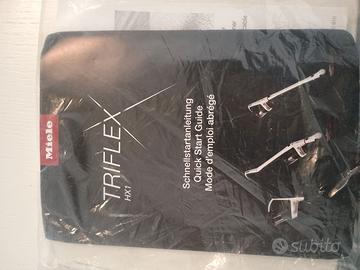 Miele
TRIFLEX
HX1
Schnellstartanleitung
Quick Start Guide
Mode d'emploi abrégé
subito